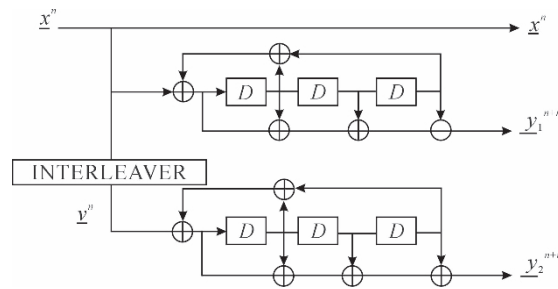 x^n x^n
D D D
y_1^{n+n}
INTERLEAVER
v^n
D D D
y_2^{n+n}